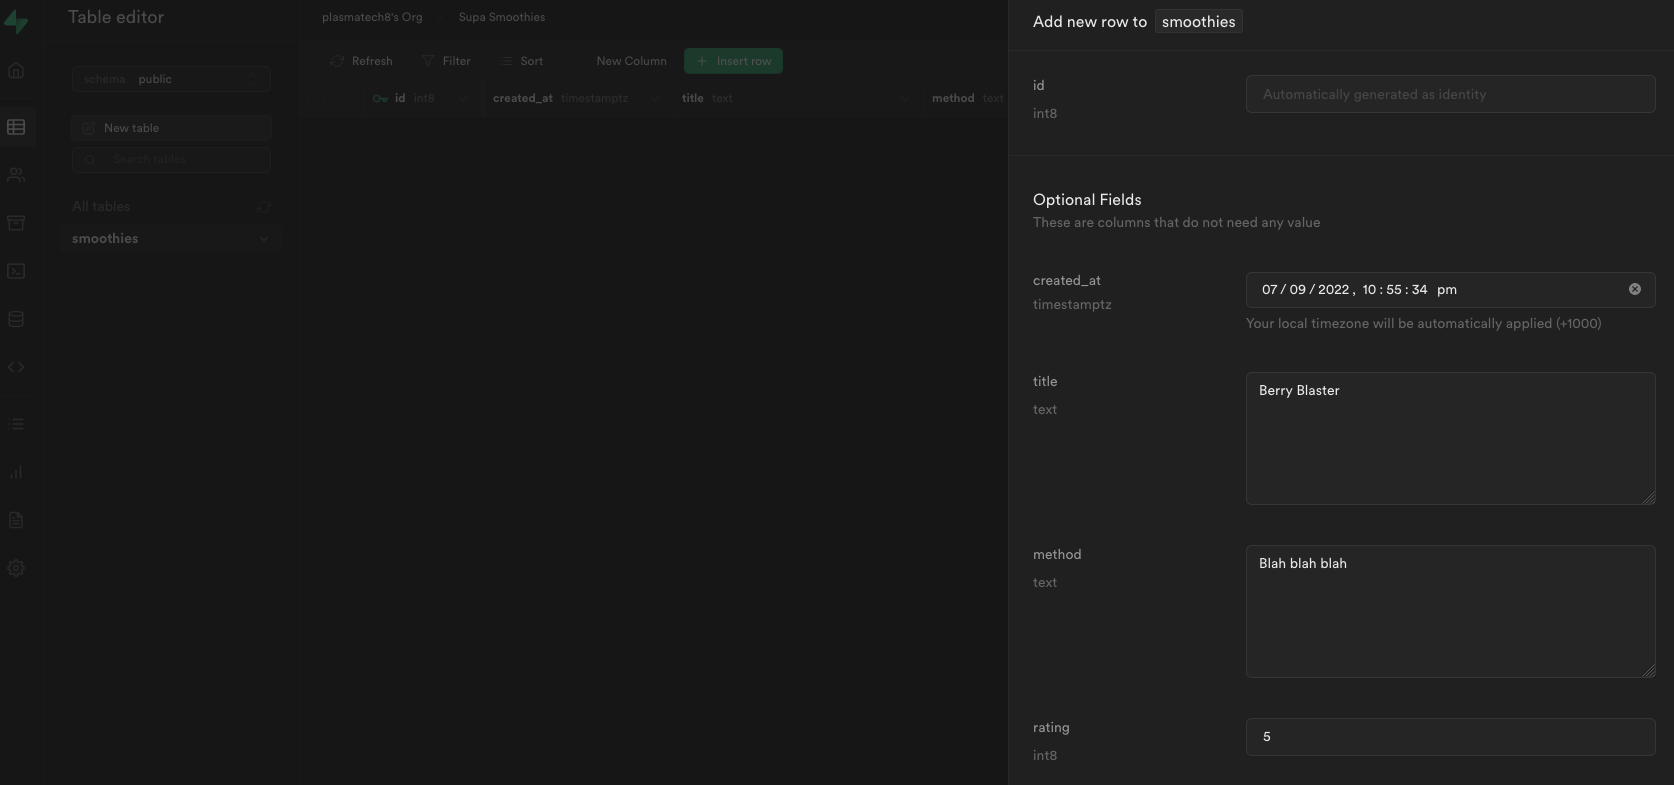 Table editor
schema public
New table
Search tables
All tables
smoothies
plasmatech8's Org Supa Smoothies
Refresh Filter Sort New Column Insert row
id int8 created_at timestamptz title text method text
Add new row to smoothies
id
int8
Automatically generated as identity
Optional Fields
These are columns that do not need any value
created_at
timestamptz
07 / 09 / 2022 , 10 : 55 : 34 pm
Your local timezone will be automatically applied (+1000)
title
text
Berry Blaster
method
text
Blah blah blah
rating
int8
5